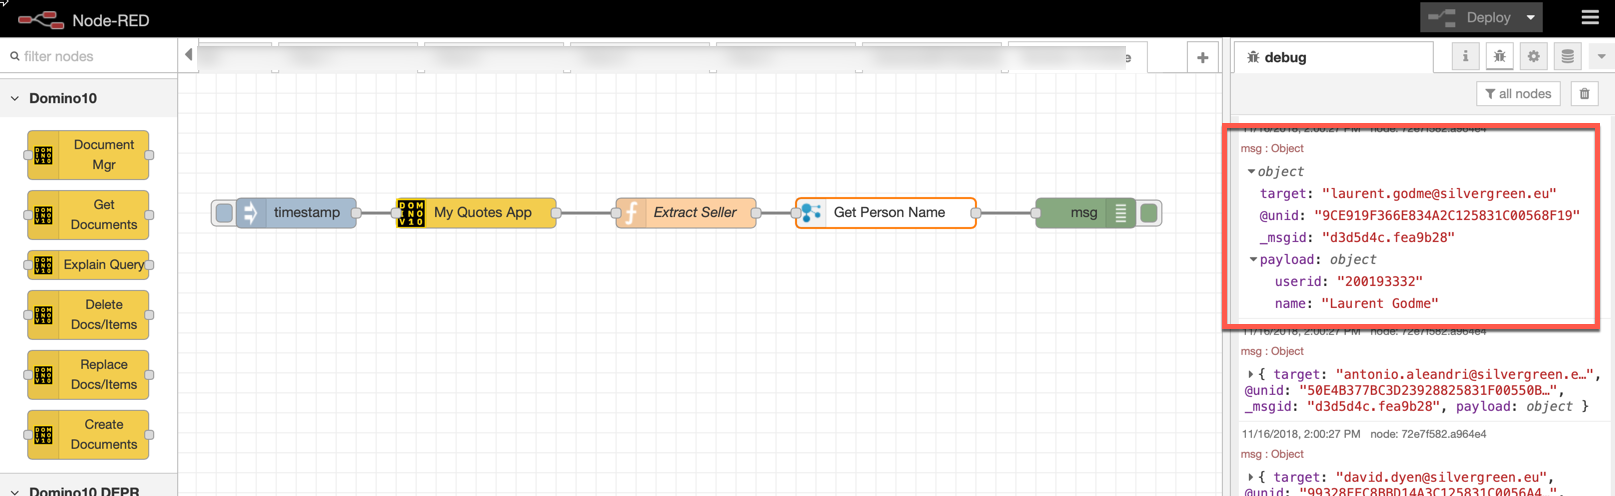 Node-RED
Deploy
filter nodes
e
debug
all nodes
Domino10
Document
Mgr
Get
Documents
Explain Query
Delete
Docs/Items
Replace
Docs/Items
Create
Documents
Domino10 DEPR
timestamp
DOMINO V10
My Quotes App
Extract Seller
Get Person Name
msg
11/16/2018, 2:00:27 PM node: 72e7f582.a964e4
msg : Object
object
target: "laurent.godme@silvergreen.eu"
@unid: "9CE919F366E834A2C125831C00568F19"
_msgid: "d3d5d4c.fea9b28"
payload: object
userid: "200193332"
name: "Laurent Godme"
11/16/2018, 2:00:27 PM node: 72e7f582.a964e4
msg : Object
{ target: "antonio.aleandri@silvergreen.e…",
@unid: "50E4B377BC3D23928825831F00550B…",
_msgid: "d3d5d4c.fea9b28", payload: object }
11/16/2018, 2:00:27 PM node: 72e7f582.a964e4
msg : Object
{ target: "david.dyen@silvergreen.eu",
@unid: "99328EEC8BBD14A3C125831C0056A4…",